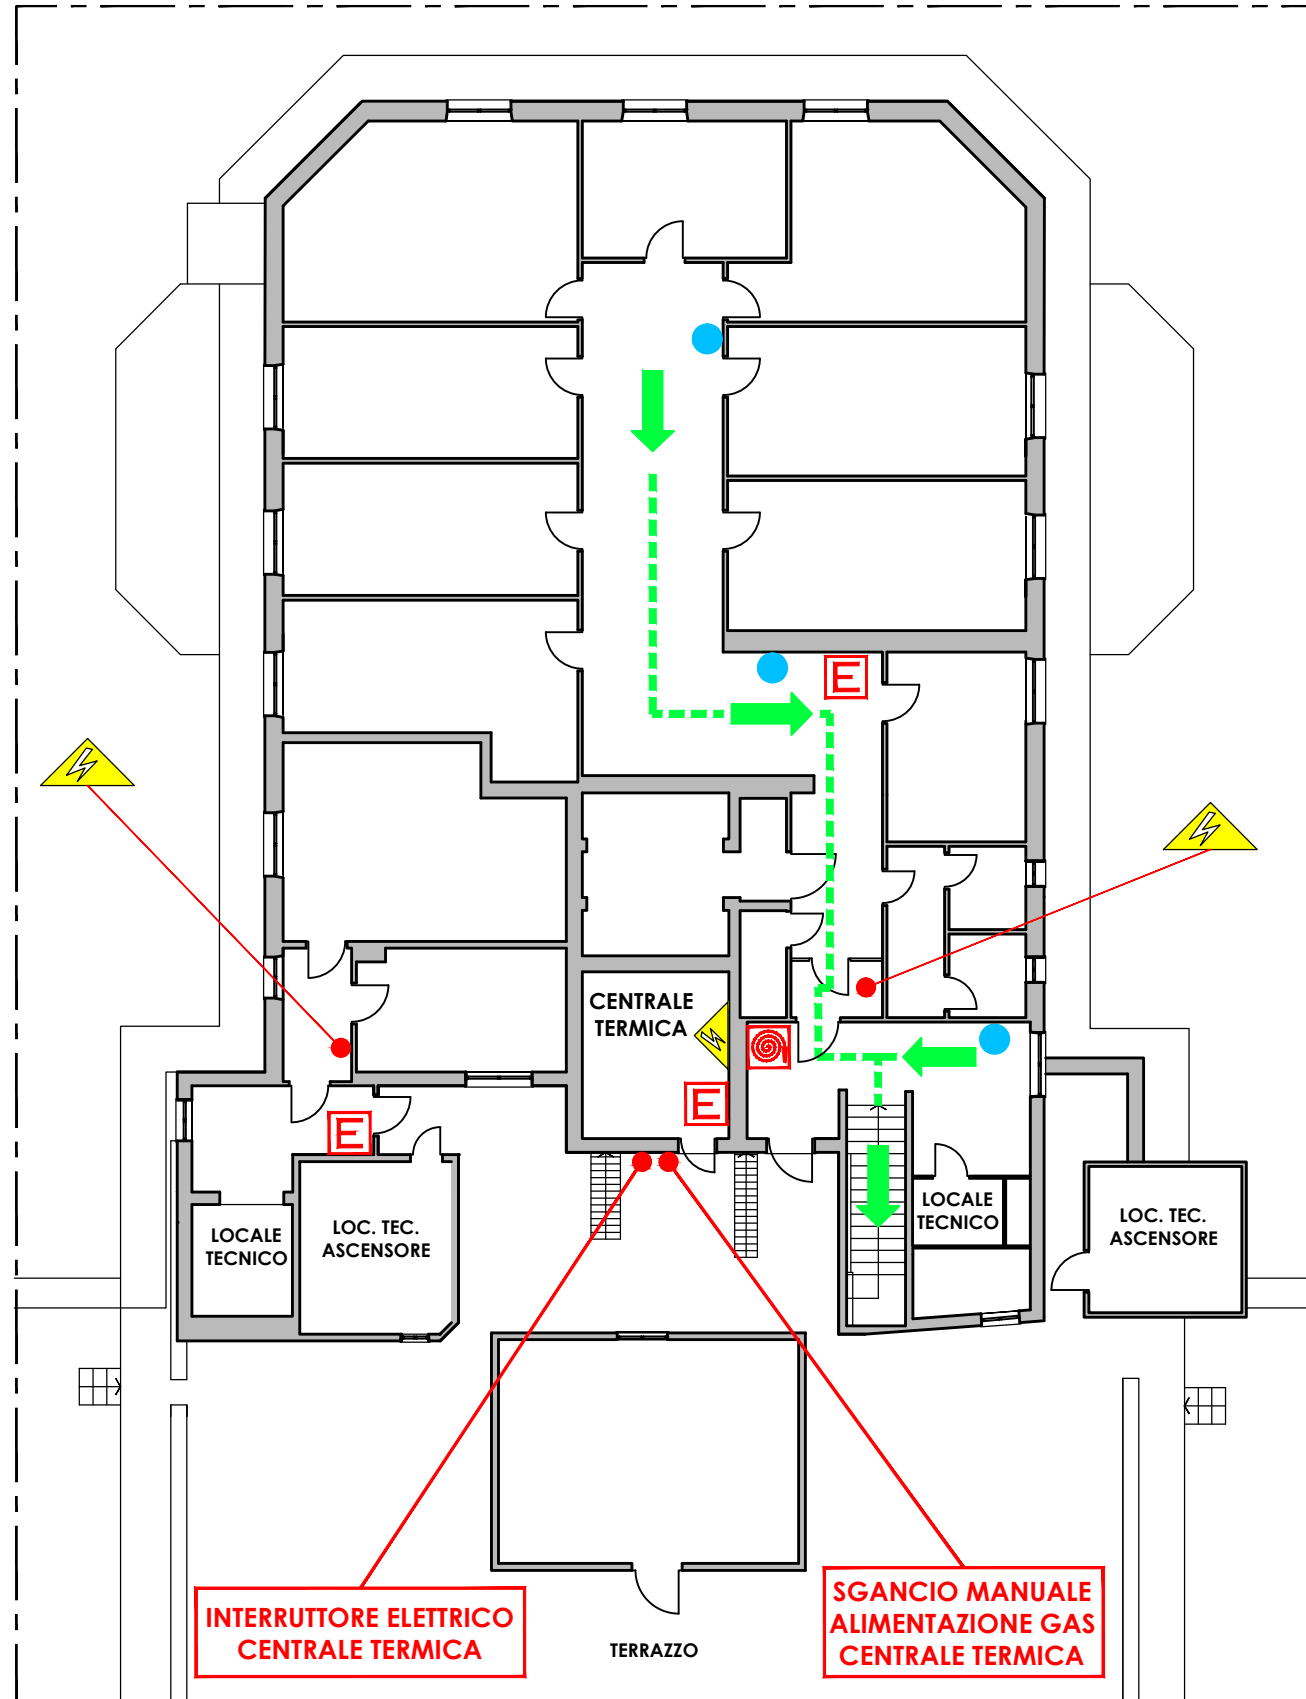 E
CENTRALE
TERMICA
E
E
LOCALE
TECNICO
LOC. TEC.
ASCENSORE
LOCALE
TECNICO
LOC. TEC.
ASCENSORE
INTERRUTTORE ELETTRICO
CENTRALE TERMICA
TERRAZZO
SGANCIO MANUALE
ALIMENTAZIONE GAS
CENTRALE TERMICA